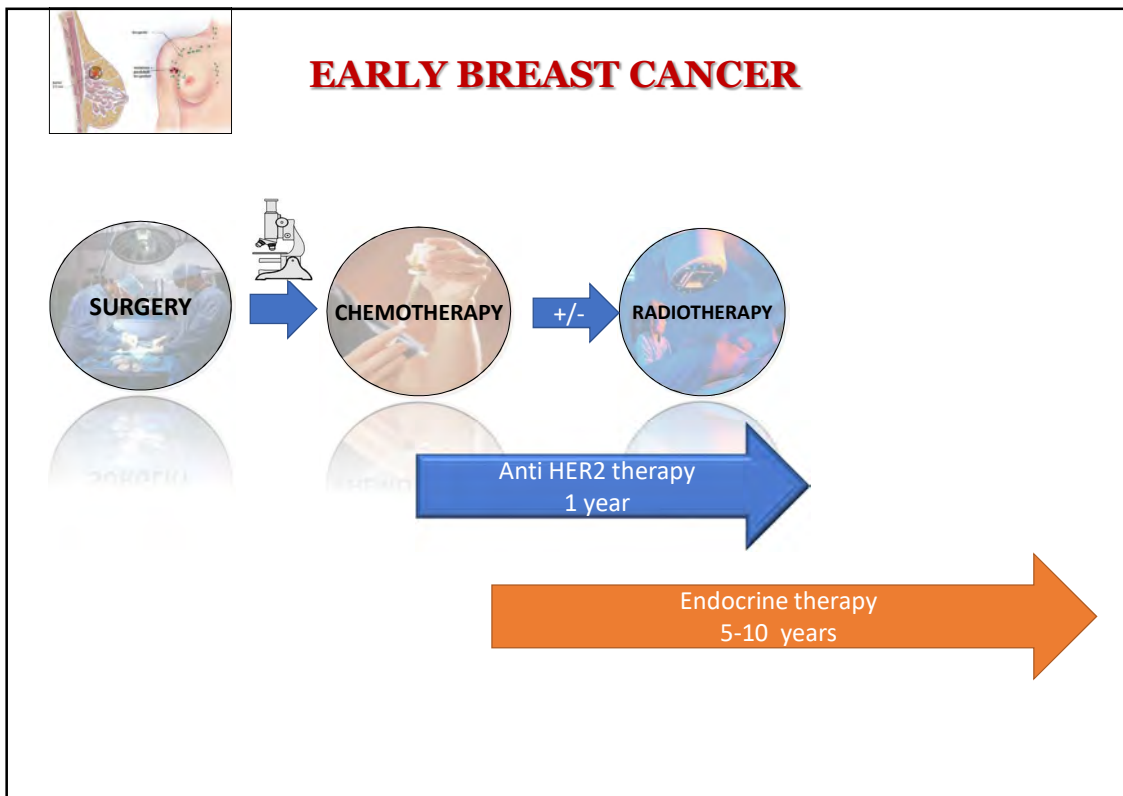 EARLY BREAST CANCER
SURGERY
CHEMOTHERAPY
+/-
RADIOTHERAPY
Anti HER2 therapy
1 year
Endocrine therapy
5-10 years